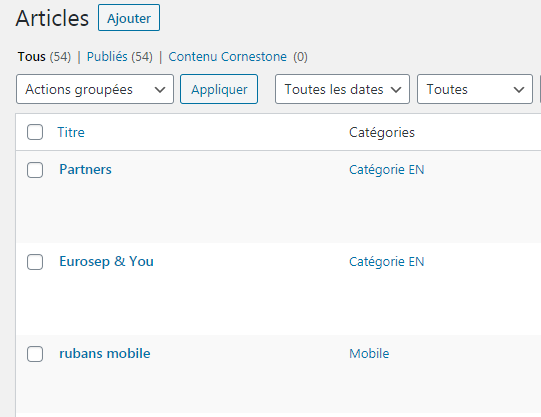 Articles Ajouter
Tous (54) | Publiés (54) | Contenu Cornestone (0)
Actions groupées Appliquer Toutes les dates Toutes
Titre Catégories
Partners Catégorie EN
Eurosep & You Catégorie EN
rubans mobile Mobile